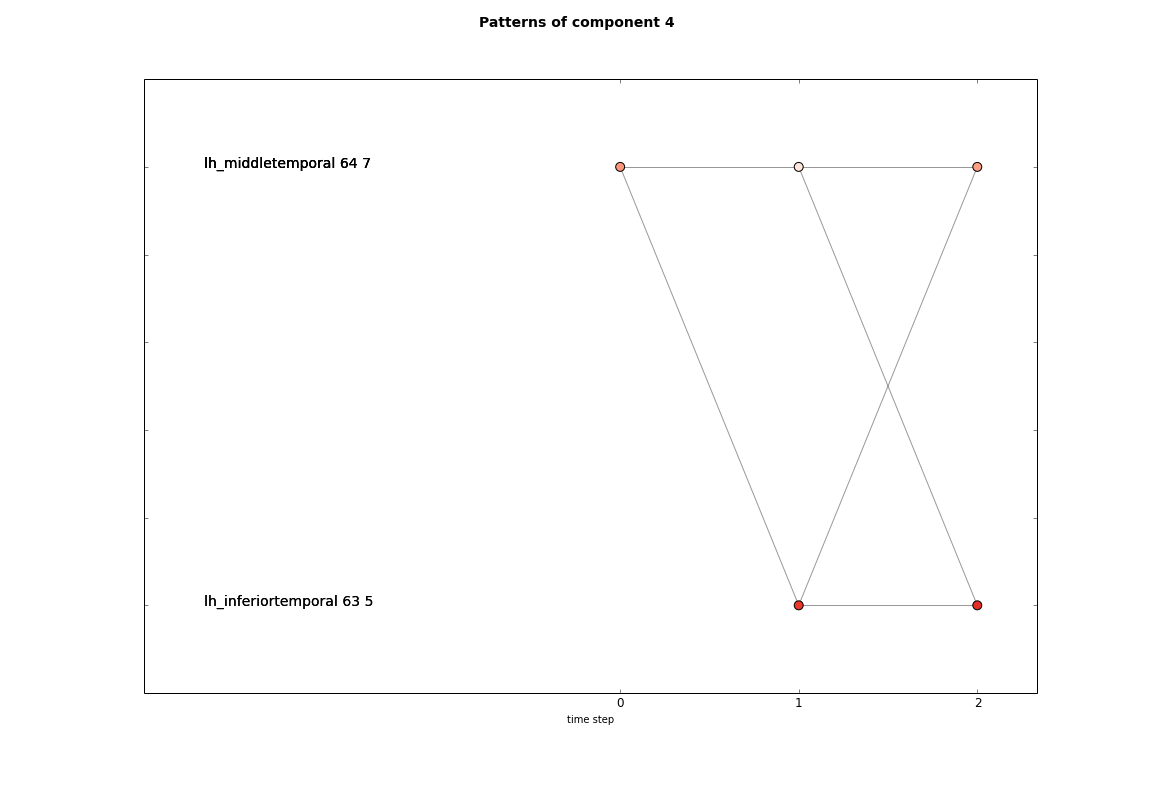 Patterns of component 4
lh_middletemporal 64 7
lh_inferiortemporal 63 5
0 1 2
time step